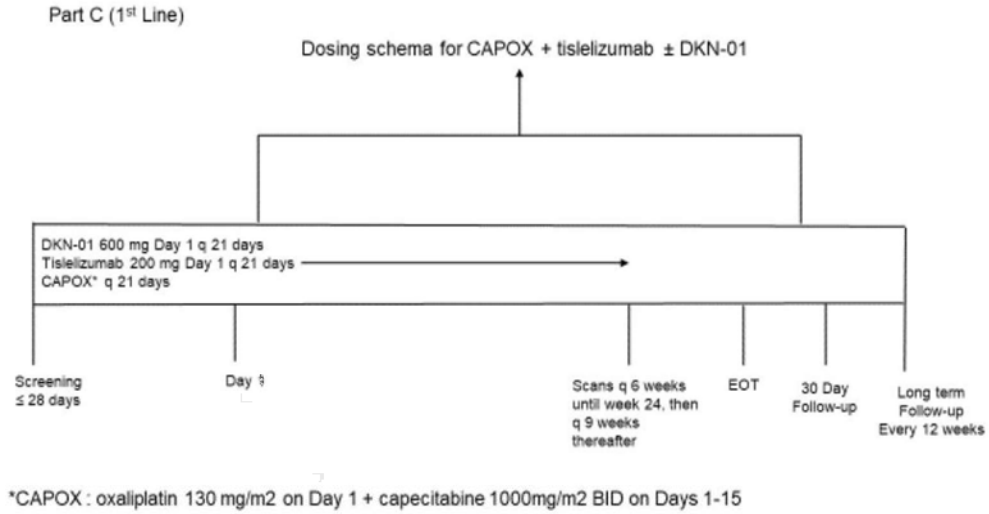 Part C (1st Line)
Dosing schema for CAPOX + tislelizumab ± DKN-01
DKN-01 600 mg Day 1 q 21 days
Tislelizumab 200 mg Day 1 q 21 days
CAPOX* q 21 days
Screening
≤ 28 days
Day
Scans q 6 weeks
until week 24, then
q 9 weeks
thereafter
EOT
30 Day
Follow-up
Long term
Follow-up
Every 12 weeks
*CAPOX : oxaliplatin 130 mg/m2 on Day 1 + capecitabine 1000mg/m2 BID on Days 1-15